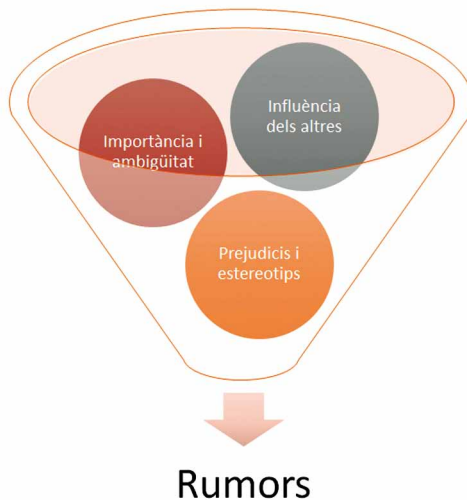 Influència
dels altres
Importància i
ambigüitat
Prejudicis i
estereotips
Rumors